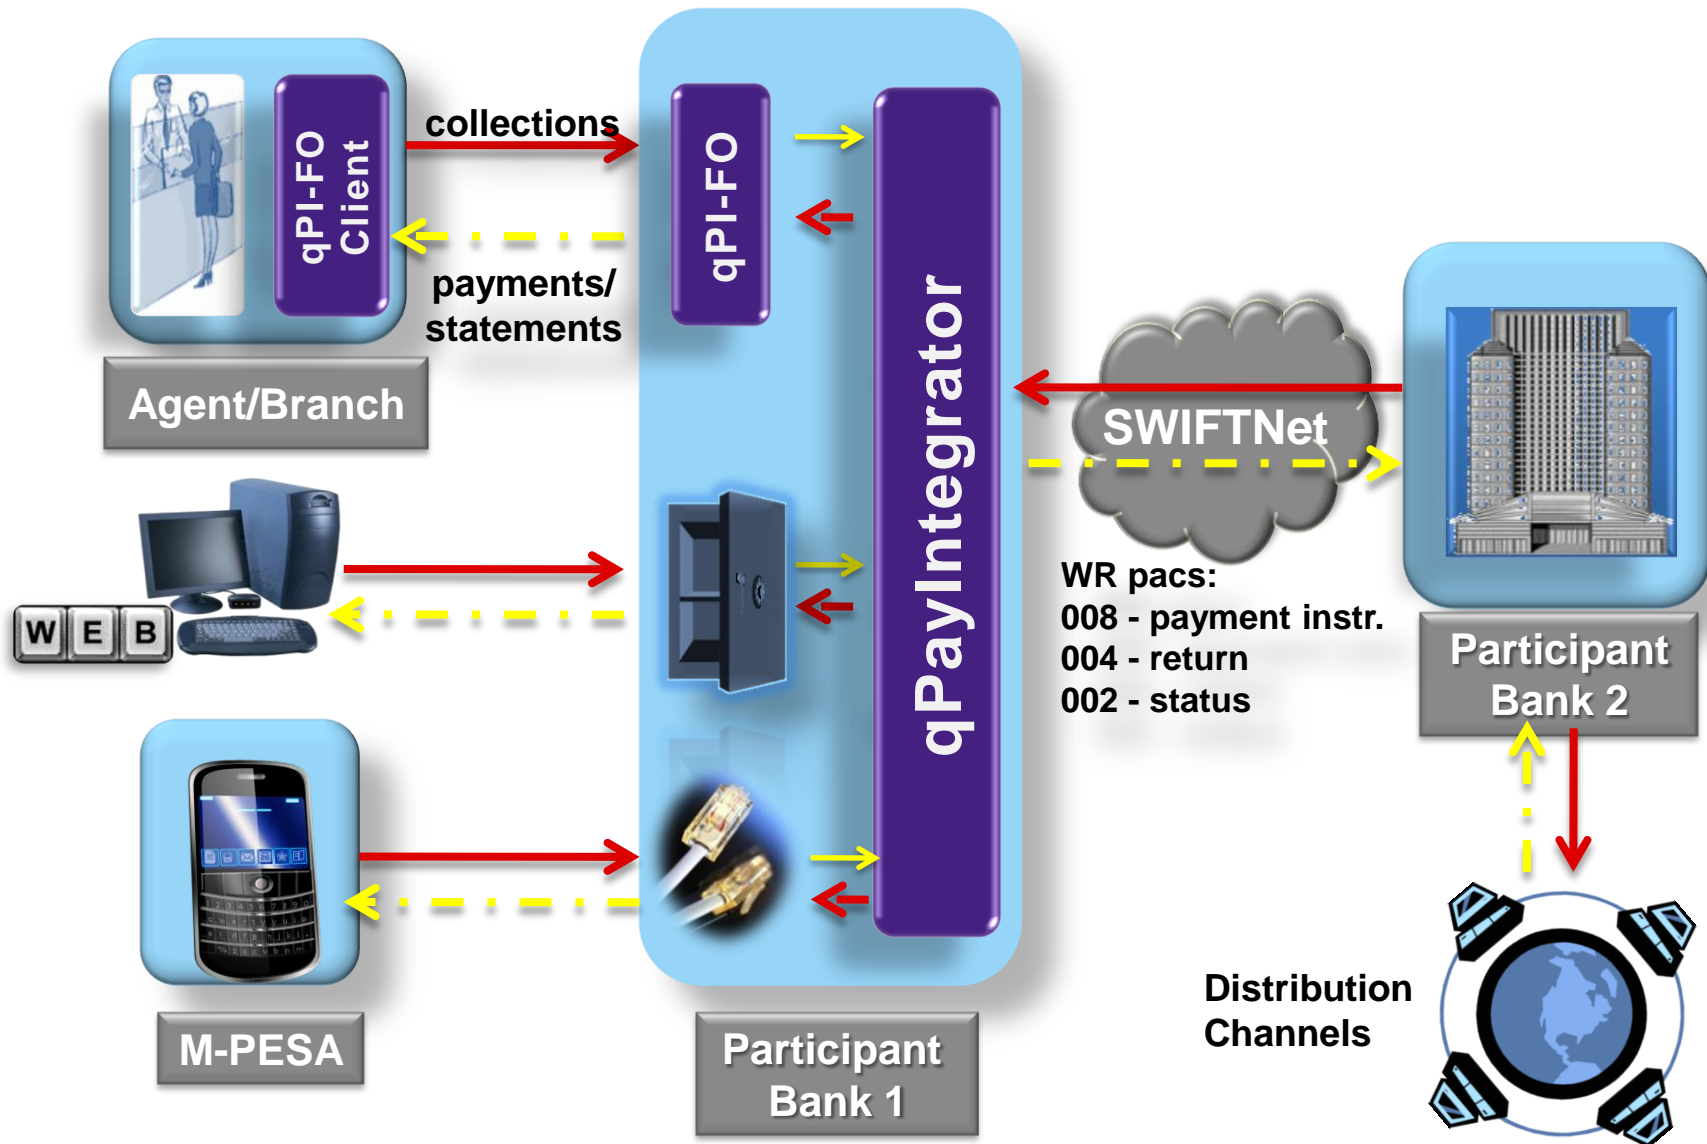 collections
qPI-FO
Client
qPI-FO
payments/
statements
qPayIntegrator
Agent/Branch
SWIFTNet
WEB
WR pacs:
008 - payment instr.
004 - return
002 - status
Participant
Bank 2
M-PESA
Participant
Bank 1
Distribution
Channels